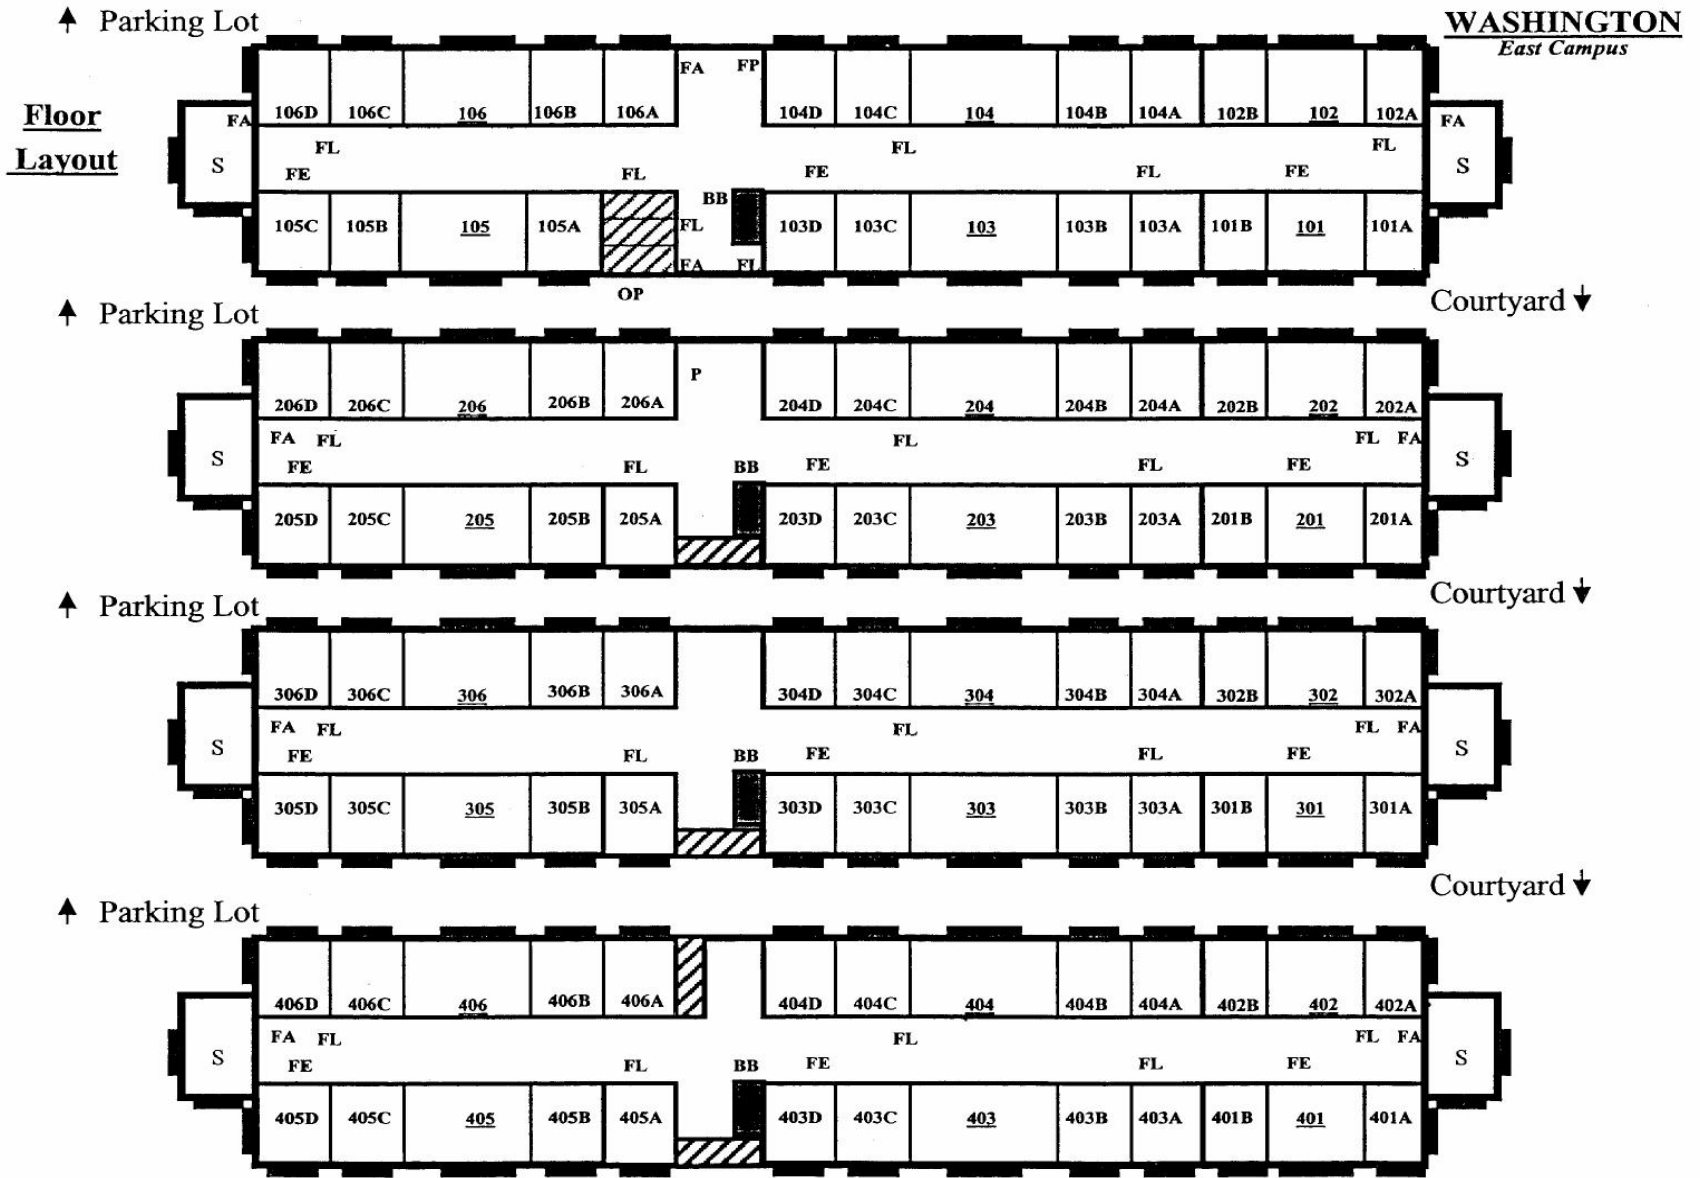 Parking Lot
WASHINGTON
East Campus
Floor
Layout
106D 106C 106 106B 106A FA FP 104D 104C 104 104B 104A 102B 102 102A
FA FA
FL FL FL
S FE FL FE FL FE S
BB
105C 105B 105 105A FL 103D 103C 103 103B 103A 101B 101 101A
FA FL
OP
Parking Lot Courtyard
P
206D 206C 206 206B 206A 204D 204C 204 204B 204A 202B 202 202A
FA FL FL FL FA
S FE FL BB FE FL FE S
205D 205C 205 205B 205A 203D 203C 203 203B 203A 201B 201 201A
Parking Lot Courtyard
306D 306C 306 306B 306A 304D 304C 304 304B 304A 302B 302 302A
FA FL FL FL FA
S FE FL BB FE FL FE S
305D 305C 305 305B 305A 303D 303C 303 303B 303A 301B 301 301A
Parking Lot Courtyard
406D 406C 406 406B 406A 404D 404C 404 404B 404A 402B 402 402A
FA FL FL FL FA
S FE FL BB FE FL FE S
405D 405C 405 405B 405A 403D 403C 403 403B 403A 401B 401 401A